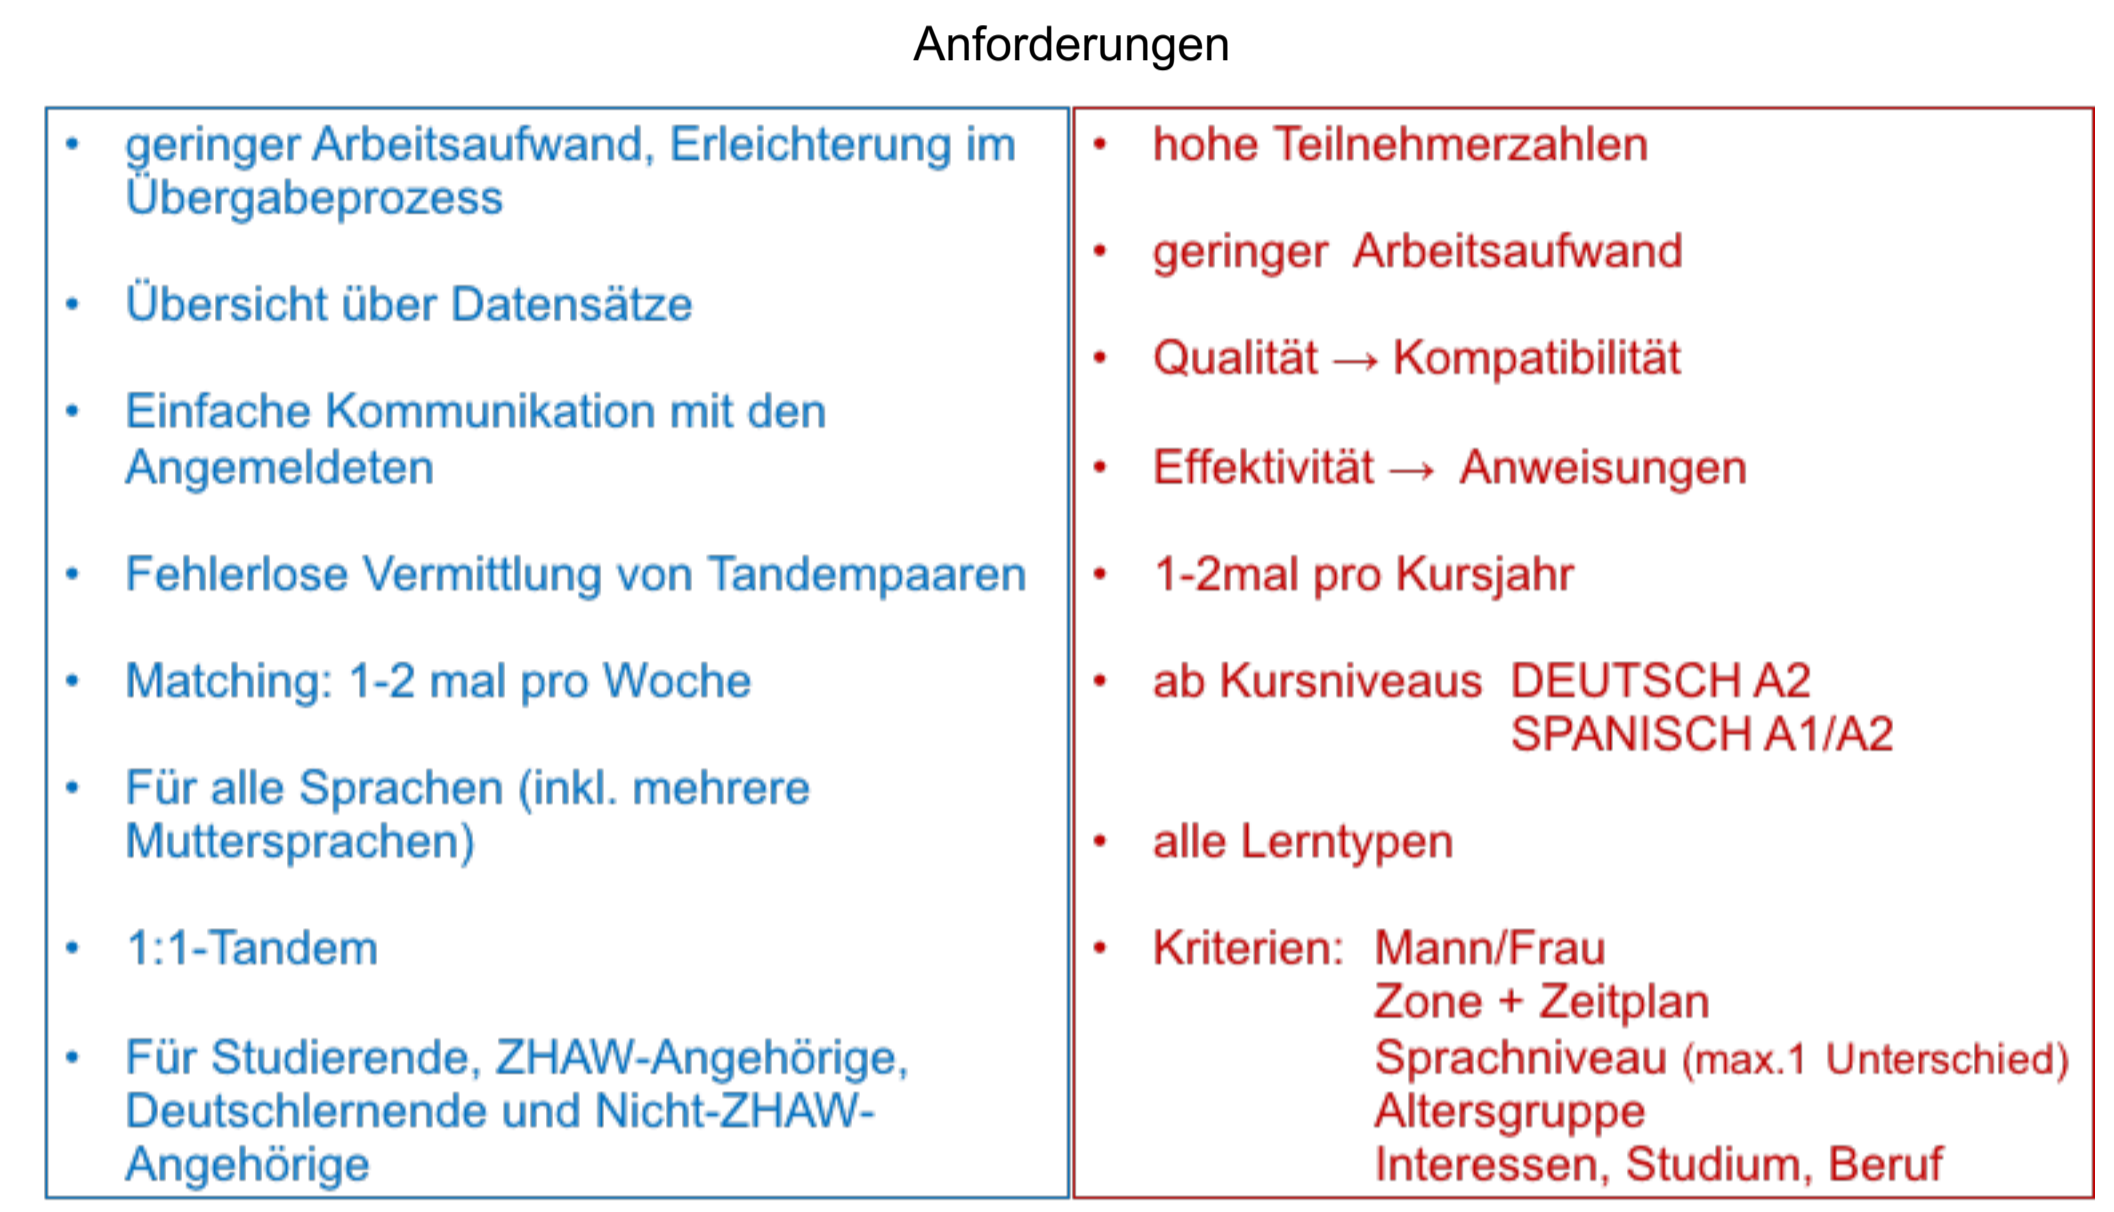 Anforderungen
• geringer Arbeitsaufwand, Erleichterung im
Übergabeprozess
• Übersicht über Datensätze
• Einfache Kommunikation mit den
Angemeldeten
• Fehlerlose Vermittlung von Tandempaaren
• Matching: 1-2 mal pro Woche
• Für alle Sprachen (inkl. mehrere
Muttersprachen)
• 1:1-Tandem
• Für Studierende, ZHAW-Angehörige,
Deutschlernende und Nicht-ZHAW-
Angehörige
• hohe Teilnehmerzahlen
• geringer Arbeitsaufwand
• Qualität → Kompatibilität
• Effektivität → Anweisungen
• 1-2mal pro Kursjahr
• ab Kursniveaus DEUTSCH A2
SPANISCH A1/A2
• alle Lerntypen
• Kriterien: Mann/Frau
Zone + Zeitplan
Sprachniveau (max.1 Unterschied)
Altersgruppe
Interessen, Studium, Beruf